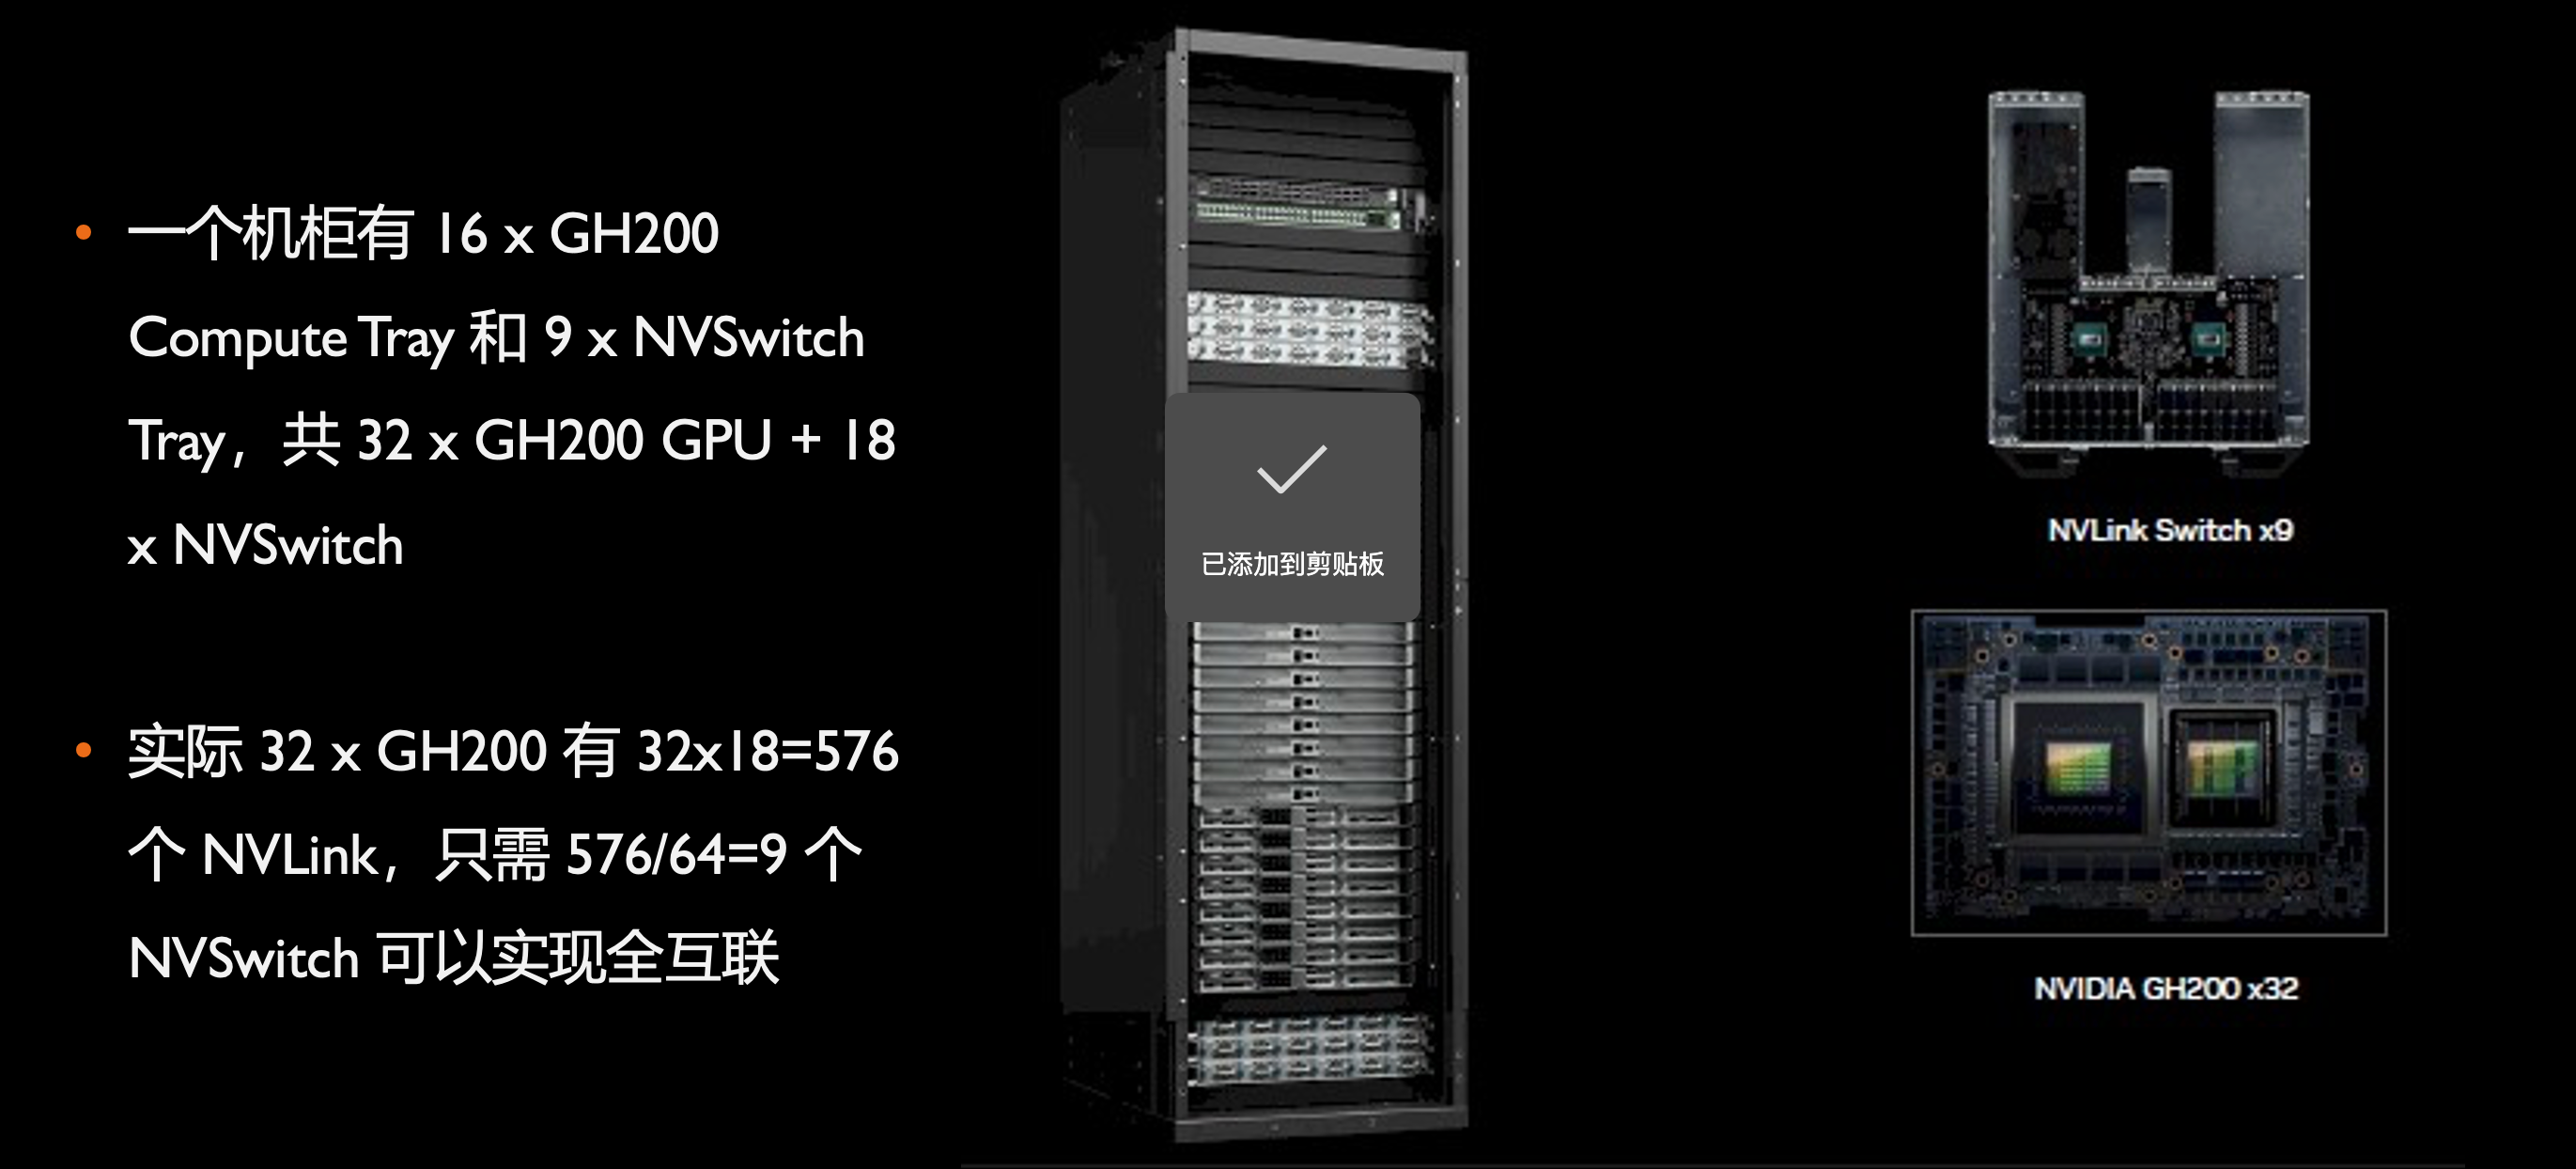 一个机柜有 16 x GH200
Compute Tray 和 9 x NVSwitch
Tray，共 32 x GH200 GPU + 18
x NVSwitch
实际 32 x GH200 有 32x18=576
个 NVLink，只需 576/64=9 个
NVSwitch 可以实现全互联
已添加到剪贴板
NVLink Switch x9
NVIDIA GH200 x32